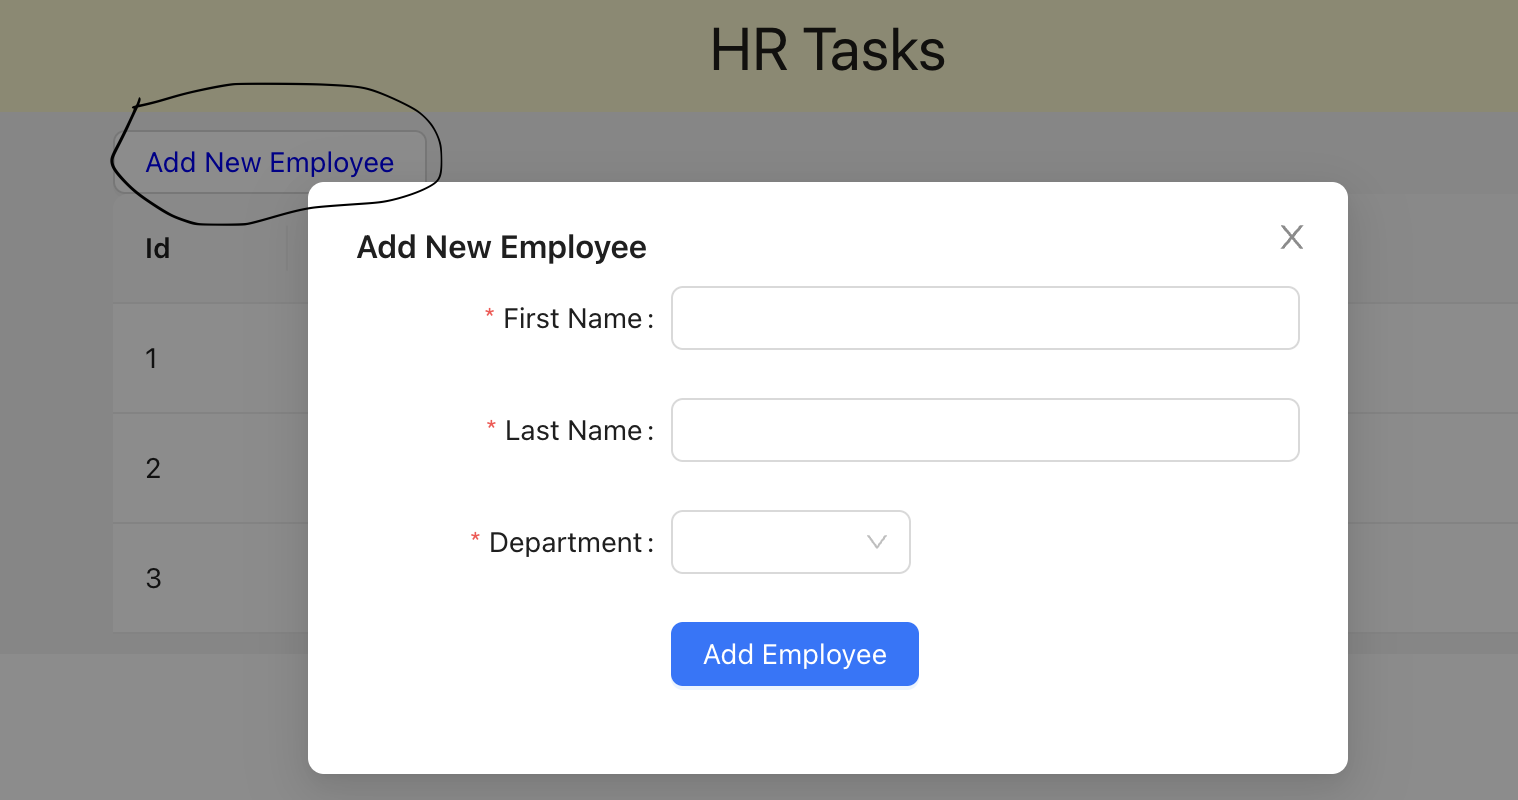 HR Tasks
Add New Employee
Id
1
2
3
Add New Employee
* First Name:
* Last Name:
* Department:
Add Employee